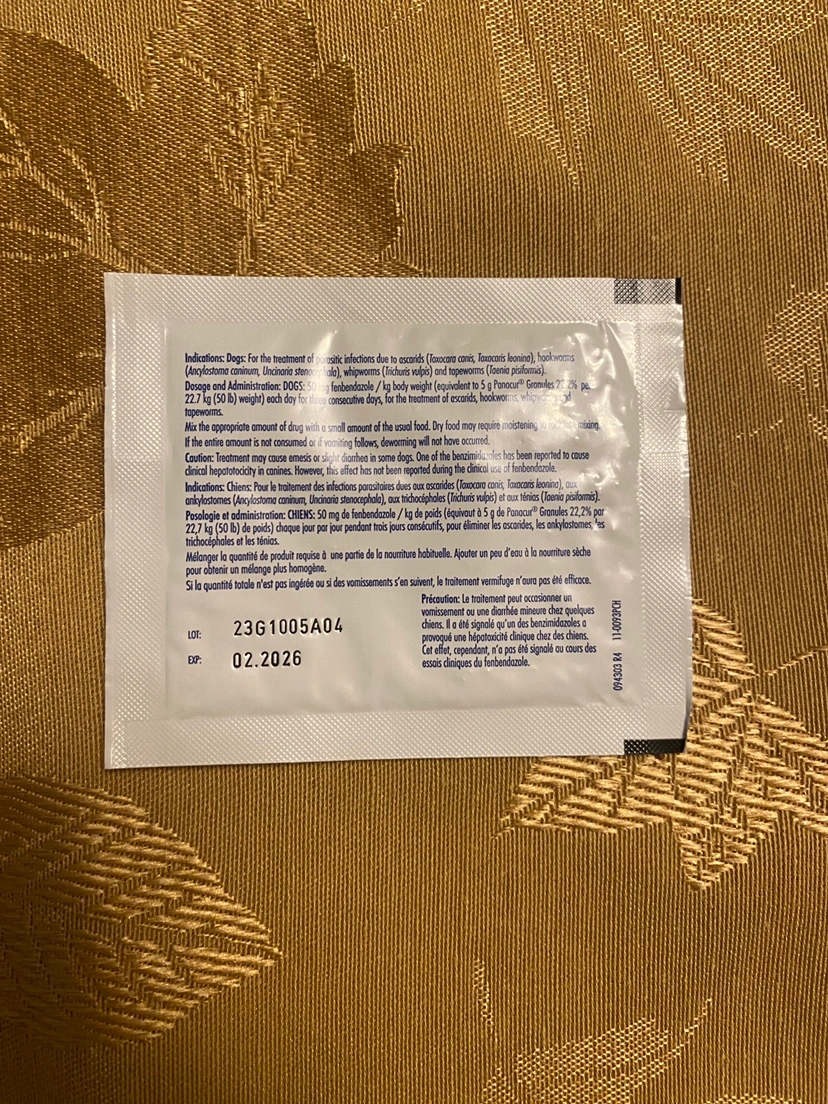 Indications: Dogs: For the treatment of parasitic infections due to ascarids (Toxocara canis, Toxascaris leonina), hookworms
(Ancylostoma caninum, Uncinaria stenocephala), whipworms (Trichuris vulpis) and tapeworms (Taenia pisiformis).
Dosage and Administration: DOGS: 50 mg fenbendazole / kg body weight (equivalent to 5 g Panacur® Granules 22.2% per
22.7 kg (50 lb) weight) each day for three consecutive days, for the treatment of ascarids, hookworms, whipworms and
tapeworms.
Mix the appropriate amount of drug with a small amount of the usual food. Dry food may require moistening to mixing.
If the entire amount is not consumed or if vomiting follows, deworming will not have occurred.
Caution: Treatment may cause emesis or slight diarrhea in some dogs. One of the benzimidazoles has been reported to cause
clinical hepatotoxicity in canines. However, this effect has not been reported during the clinical use of fenbendazole.
Indications: Chiens: Pour le traitement des infections parasitaires dues aux ascarides (Toxocara canis, Toxascaris leonina), aux
ankylostomes (Ancylostoma caninum, Uncinaria stenocephala), aux trichocéphales (Trichuris vulpis) et aux ténias (Taenia pisiformis).
Posologie et administration: CHIENS: 50 mg de fenbendazole / kg de poids (équivaut à 5 g de Panacur® Granules 22,2% par
22,7 kg (50 lb) de poids) chaque jour par jour pendant trois jours consécutifs, pour éliminer les ascarides, les ankylostomes, les
trichocéphales et les ténias.
Mélanger la quantité de produit requise à une partie de la nourriture habituelle. Ajouter un peu d'eau à la nourriture sèche
pour obtenir un mélange plus homogène.
Si la quantité totale n'est pas ingérée ou si des vomissements s'en suivent, le traitement vermifuge n'aura pas été efficace.
Précaution: Le traitement peut occasionner un
vomissement ou une diarrhée mineure chez quelques
chiens. Il a été signalé qu'un des benzimidazoles a
provoqué une hépatoxicité clinique chez des chiens.
Cet effet, cependant, n'a pas été signalé au cours des
essais cliniques du fenbendazole.
LOT: 23G1005A04
EXP: 02.2026
094303 R4 11-0093PCH